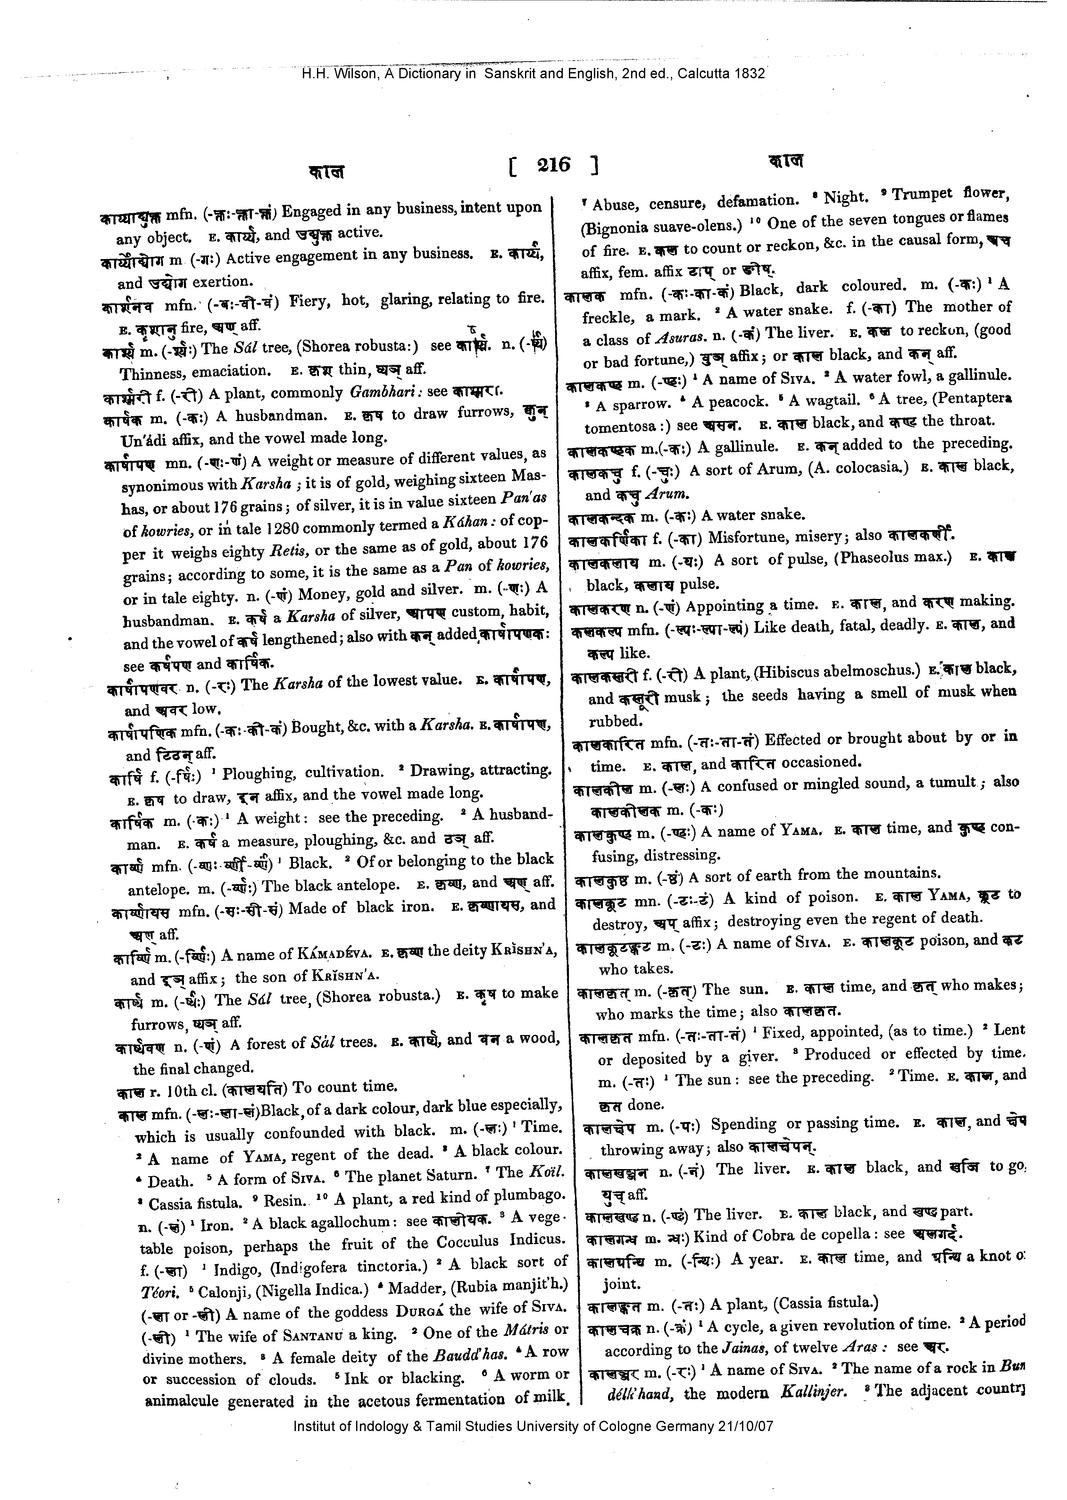 H.H. Wilson, A Dictionary in Sanskrit and English, 2nd ed., Calcutta 1832
काल [ 216 ] काल
कार्य्यायुक्त mfn. (-क्तः-क्ता-क्तं) Engaged in any business, intent upon
any object. E. कार्य्य, and उद्युक्त active.
कार्य्योद्योग m (-गः) Active engagement in any business. E. कार्य्य,
and उद्योग exertion.
कार्शनव mfn. (-वः-वी-वं) Fiery, hot, glaring, relating to fire.
E. कृशानु fire, अण् aff.
कार्श्य m. (-र्श्यः) The Sál tree, (Shorea robusta:) see कार्ष्य. n. (-र्श्यं)
Thinness, emaciation. E. कृश thin, ष्यञ् aff.
कार्श्मरी f. (-री) A plant, commonly Gambhari: see काश्मरी.
कार्षक m. (-कः) A husbandman. E. कृष to draw furrows, क्वुन्
Un'ádi affix, and the vowel made long.
कार्षापण mn. (-णः-णं) A weight or measure of different values, as
synonimous with Karsha; it is of gold, weighing sixteen Mas-
has, or about 176 grains; of silver, it is in value sixteen Pan'as
of kowries, or in tale 1280 commonly termed a Káhan: of cop-
per it weighs eighty Retis, or the same as of gold, about 176
grains; according to some, it is the same as a Pan of kowries,
or in tale eighty. n. (-णं) Money, gold and silver. m. (-णः) A
husbandman. E. कर्ष a Karsha of silver, आपण custom, habit,
and the vowel of कर्ष lengthened; also with कन् added कार्षापणकः
see कर्षपण and कार्षिक.
कार्षापणवर n. (-रः) The Karsha of the lowest value. E. कार्षापण,
and अवर low.
कार्षापणिक mfn. (-कः-की-कं) Bought, &c. with a Karsha. E. कार्षापण,
and टिठन् aff.
कार्षि f. (-र्षिः) ¹ Ploughing, cultivation. ² Drawing, attracting.
E. कृष to draw, इन affix, and the vowel made long.
कार्षिक m. (-कः) ¹ A weight: see the preceding. ² A husband-
man. E. कर्ष a measure, ploughing, &c. and ठञ् aff.
कार्ष्ण mfn. (-र्ष्णः-र्ष्णी-र्ष्णं) ¹ Black. ² Of or belonging to the black
antelope. m. (-र्ष्णः) The black antelope. E. कृष्ण, and अण् aff.
कार्ष्णायस mfn. (-सः-सी-सं) Made of black iron. E. कृष्णायस, and
अण् aff.
कार्ष्णि m. (-र्ष्णिः) A name of KÁMADÉVA. E. कृष्ण the deity KRĬSHN'A,
and इञ् affix; the son of KRĬSHN'A.
कार्ष्य m. (-र्ष्यः) The Sál tree, (Shorea robusta.) E. कृष to make
furrows, ष्यञ् aff.
कार्ष्यवण n. (-णं) A forest of Sál trees. E. कार्ष्य, and वन a wood,
the final changed.
काल r. 10th cl. (कालयति) To count time.
काल mfn. (-लः-ला-लं) Black, of a dark colour, dark blue especially,
which is usually confounded with black. m. (-लः) ¹ Time.
² A name of YAMA, regent of the dead. ³ A black colour.
⁴ Death. ⁵ A form of SIVA. ⁶ The planet Saturn. ⁷ The Koïl.
⁸ Cassia fistula. ⁹ Resin. ¹⁰ A plant, a red kind of plumbago.
n. (-लं) ¹ Iron. ² A black agallochum: see कालीयक. ³ A vege-
table poison, perhaps the fruit of the Cocculus Indicus.
f. (-ला) ¹ Indigo, (Indigofera tinctoria.) ² A black sort of
Téori. ⁵ Calonji, (Nigella Indica.) ⁴ Madder, (Rubia manjit'h.)
(-ला or -ली) A name of the goddess DURGÁ the wife of SIVA.
(-ली) ¹ The wife of SANTANU a king. ² One of the Mátris or
divine mothers. ³ A female deity of the Baudd'has. ⁴ A row
or succession of clouds. ⁵ Ink or blacking. ⁶ A worm or
animalcule generated in the acetous fermentation of milk,
⁷ Abuse, censure, defamation. ⁸ Night. ⁹ Trumpet flower,
(Bignonia suave-olens.) ¹⁰ One of the seven tongues or flames
of fire. E. कल to count or reckon, &c. in the causal form, अच
affix, fem. affix टाप् or ङीष्.
कालक mfn. (-कः-का-कं) Black, dark coloured. m. (-कः) ¹ A
freckle, a mark. ² A water snake. f. (-का) The mother of
a class of Asuras. n. (-कं) The liver. E. कल to reckon, (good
or bad fortune,) वुञ् affix; or काल black, and कन् aff.
कालकण्ठ m. (-ण्ठः) ¹ A name of SIVA. ² A water fowl, a gallinule.
³ A sparrow. ⁴ A peacock. ⁵ A wagtail. ⁶ A tree, (Pentaptera
tomentosa:) see असन. E. काल black, and कण्ठ the throat.
कालकण्ठक m.(-कः) A gallinule. E. कन् added to the preceding.
कालकचु f. (-चुः) A sort of Arum, (A. colocasia.) E. काल black,
and कचु Arum.
कालकन्दक m. (-कः) A water snake.
कालकर्णिका f. (-का) Misfortune, misery; also कालकर्णी.
कालकलाय m. (-यः) A sort of pulse, (Phaseolus max.) E. काल
black, कलाय pulse.
कालकरण n. (-णं) Appointing a time. E. काल, and करण making.
कालकल्प mfn. (-ल्पः-ल्पा-ल्पं) Like death, fatal, deadly. E. काल, and
कल्प like.
कालकस्तूरी f. (-री) A plant, (Hibiscus abelmoschus.) E. काल black,
and कस्तूरी musk; the seeds having a smell of musk when
rubbed.
कालकारित mfn. (-तः-ता-तं) Effected or brought about by or in
time. E. काल, and कारित occasioned.
कालकील m. (-लः) A confused or mingled sound, a tumult; also
कालकीलक m. (-कः)
कालकुण्ठ m. (-ण्ठः) A name of YAMA. E. काल time, and कुण्ठ con-
fusing, distressing.
कालकुष्ठ m. (-ष्ठं) A sort of earth from the mountains.
कालकूट mn. (-टः-टं) A kind of poison. E. काल YAMA, कूट to
destroy, अप् affix; destroying even the regent of death.
कालकूटङ्कट m. (-टः) A name of SIVA. E. कालकूट poison, and कट
who takes.
कालकृत् m. (-कृत्) The sun. E. काल time, and कृत् who makes;
who marks the time; also कालकृत.
कालकृत mfn. (-तः-ता-तं) ¹ Fixed, appointed, (as to time.) ² Lent
or deposited by a giver. ³ Produced or effected by time.
m. (-तः) ¹ The sun: see the preceding. ² Time. E. काल, and
कृत done.
कालक्षेप m. (-पः) Spending or passing time. E. काल, and क्षेप
throwing away; also कालक्षेपन्.
कालखञ्जन n. (-नं) The liver. E. काल black, and खजि to go,
युच् aff.
कालखण्ड n. (-ण्डं) The liver. E. काल black, and खण्ड part.
कालगन्ध m. न्धः) Kind of Cobra de copella: see अलगर्द्द.
कालग्रन्थि m. (-न्थिः) A year. E. काल time, and ग्रन्थि a knot o
joint.
कालङ्कत m. (-तः) A plant, (Cassia fistula.)
कालचक्र n. (-क्रं) ¹ A cycle, a given revolution of time. ² A period
according to the Jainas, of twelve Aras: see अर.
कालञ्जर m. (-रः) ¹ A name of SIVA. ² The name of a rock in Bun
délk'hand, the modern Kallinjer. ³ The adjacent country
Institut of Indology & Tamil Studies University of Cologne Germany 21/10/07